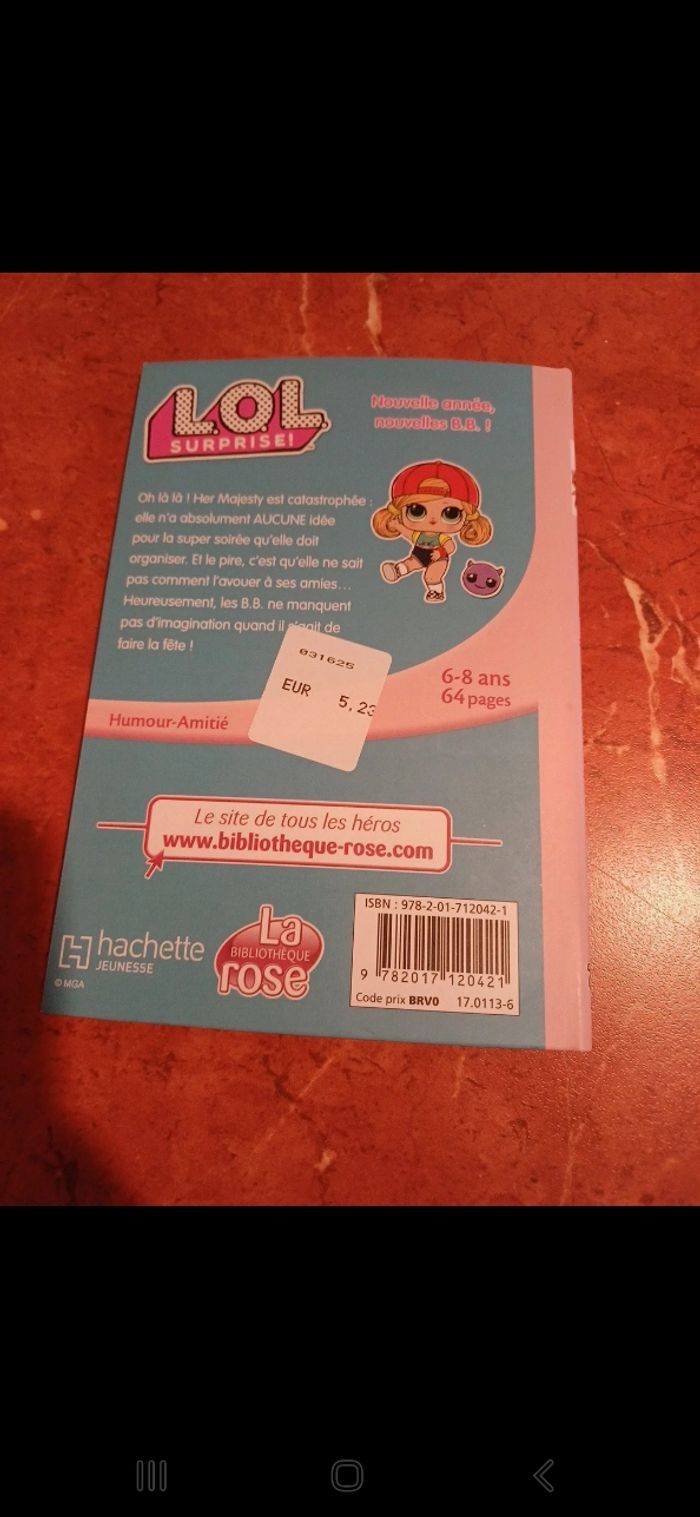 L.O.L.
SURPRISE!
Nouvelle année,
nouvelles B.B. !
Oh là là ! Her Majesty est catastrophée :
elle n'a absolument AUCUNE idée
pour la super soirée qu'elle doit
organiser. Et le pire, c'est qu'elle ne sait
pas comment l'avouer à ses amies...
Heureusement, les B.B. ne manquent
pas d'imagination quand il s'agit de
faire la fête !
031625
EUR 5,23
6-8 ans
64 pages
Humour-Amitié
Le site de tous les héros
www.bibliotheque-rose.com
hachette
JEUNESSE
© MGA
La
BIBLIOTHÈQUE
rose
ISBN : 978-2-01-712042-1
9 782017 120421
Code prix BRV0 17.0113-6